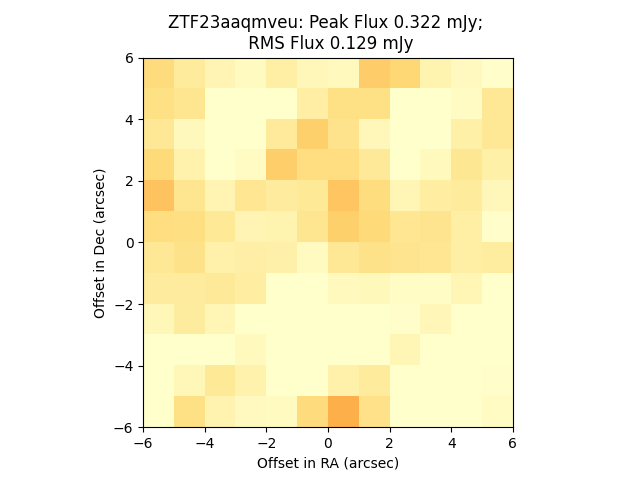 ZTF23aaqmveu: Peak Flux 0.322 mJy;
RMS Flux 0.129 mJy
6
4
2
0
−2
−4
−6
Offset in Dec (arcsec)
−6 −4 −2 0 2 4 6
Offset in RA (arcsec)